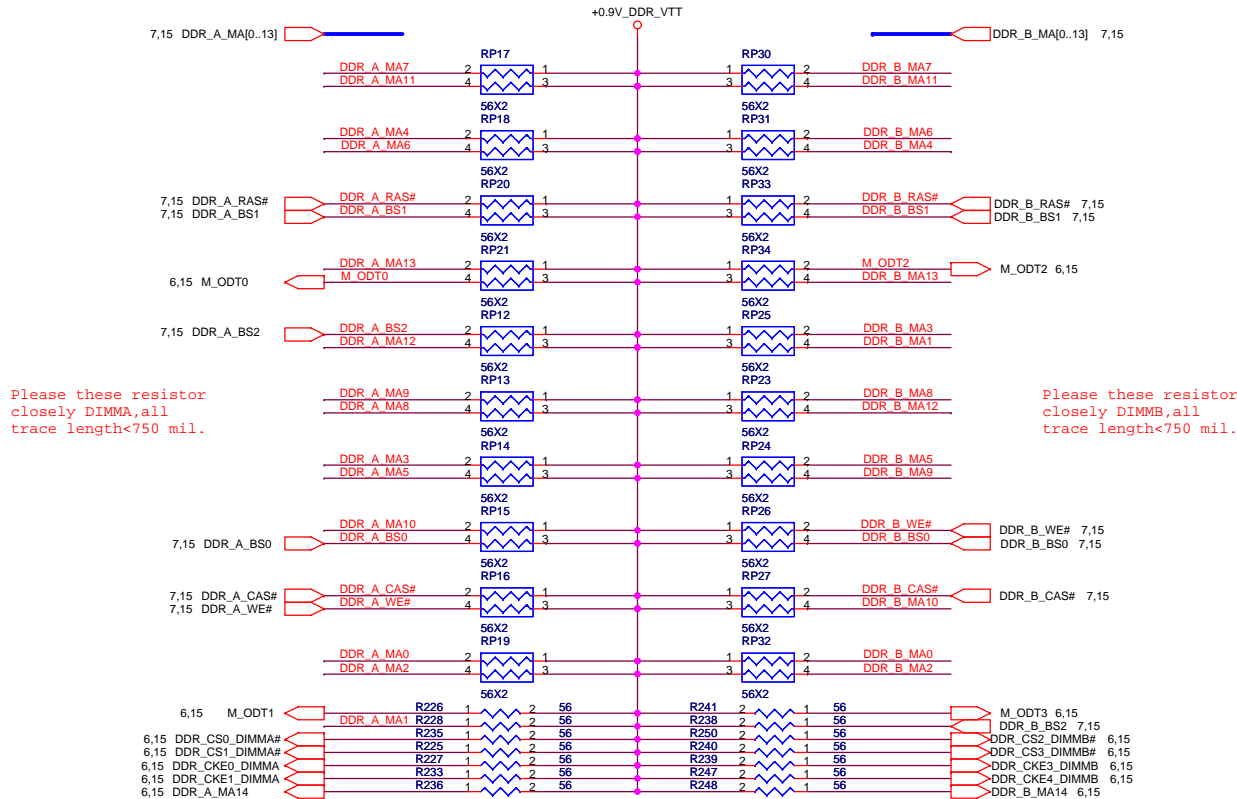 +0.9V_DDR_VTT
7,15 DDR_A_MA[0..13] DDR_B_MA[0..13] 7,15
RP17 RP30
DDR_A_MA7 2 1 1 2 DDR_B_MA7
DDR_A_MA11 4 3 3 4 DDR_B_MA11
56X2 56X2
RP18 RP31
DDR_A_MA4 2 1 1 2 DDR_B_MA6
DDR_A_MA6 4 3 3 4 DDR_B_MA4
56X2 56X2
RP20 RP33
7,15 DDR_A_RAS# DDR_A_RAS# 2 1 1 2 DDR_B_RAS# DDR_B_RAS# 7,15
7,15 DDR_A_BS1 DDR_A_BS1 4 3 3 4 DDR_B_BS1 DDR_B_BS1 7,15
56X2 56X2
RP21 RP34
DDR_A_MA13 2 1 1 2 M_ODT2 M_ODT2 6,15
6,15 M_ODT0 M_ODT0 4 3 3 4 DDR_B_MA13
56X2 56X2
RP12 RP25
7,15 DDR_A_BS2 DDR_A_BS2 2 1 1 2 DDR_B_MA3
DDR_A_MA12 4 3 3 4 DDR_B_MA1
56X2 56X2
RP13 RP23
Please these resistor
closely DIMMA,all
trace length<750 mil.
DDR_A_MA9 2 1 1 2 DDR_B_MA8
DDR_A_MA8 4 3 3 4 DDR_B_MA12
Please these resistor
closely DIMMB,all
trace length<750 mil.
56X2 56X2
RP14 RP24
DDR_A_MA3 2 1 1 2 DDR_B_MA5
DDR_A_MA5 4 3 3 4 DDR_B_MA9
56X2 56X2
RP15 RP26
DDR_A_MA10 2 1 1 2 DDR_B_WE# DDR_B_WE# 7,15
7,15 DDR_A_BS0 DDR_A_BS0 4 3 3 4 DDR_B_BS0 DDR_B_BS0 7,15
56X2 56X2
RP16 RP27
7,15 DDR_A_CAS# DDR_A_CAS# 2 1 1 2 DDR_B_CAS# DDR_B_CAS# 7,15
7,15 DDR_A_WE# DDR_A_WE# 4 3 3 4 DDR_B_MA10
56X2 56X2
RP19 RP32
DDR_A_MA0 2 1 1 2 DDR_B_MA0
DDR_A_MA2 4 3 3 4 DDR_B_MA2
56X2 56X2
6,15 M_ODT1 R226 1 2 56 R241 2 1 56 M_ODT3 6,15
DDR_A_MA1 R228 1 2 56 R238 2 1 56 DDR_B_BS2 7,15
6,15 DDR_CS0_DIMMA# R235 1 2 56 R250 2 1 56 DDR_CS2_DIMMB# 6,15
6,15 DDR_CS1_DIMMA# R225 1 2 56 R240 2 1 56 DDR_CS3_DIMMB# 6,15
6,15 DDR_CKE0_DIMMA R227 1 2 56 R239 2 1 56 DDR_CKE3_DIMMB 6,15
6,15 DDR_CKE1_DIMMA R233 1 2 56 R247 2 1 56 DDR_CKE4_DIMMB 6,15
6,15 DDR_A_MA14 R236 1 2 56 R248 2 1 56 DDR_B_MA14 6,15